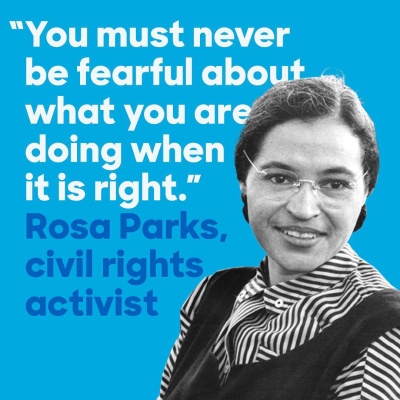 “You must never
be fearful about
what you are
doing when
it is right.”
Rosa Parks,
civil rights
activist